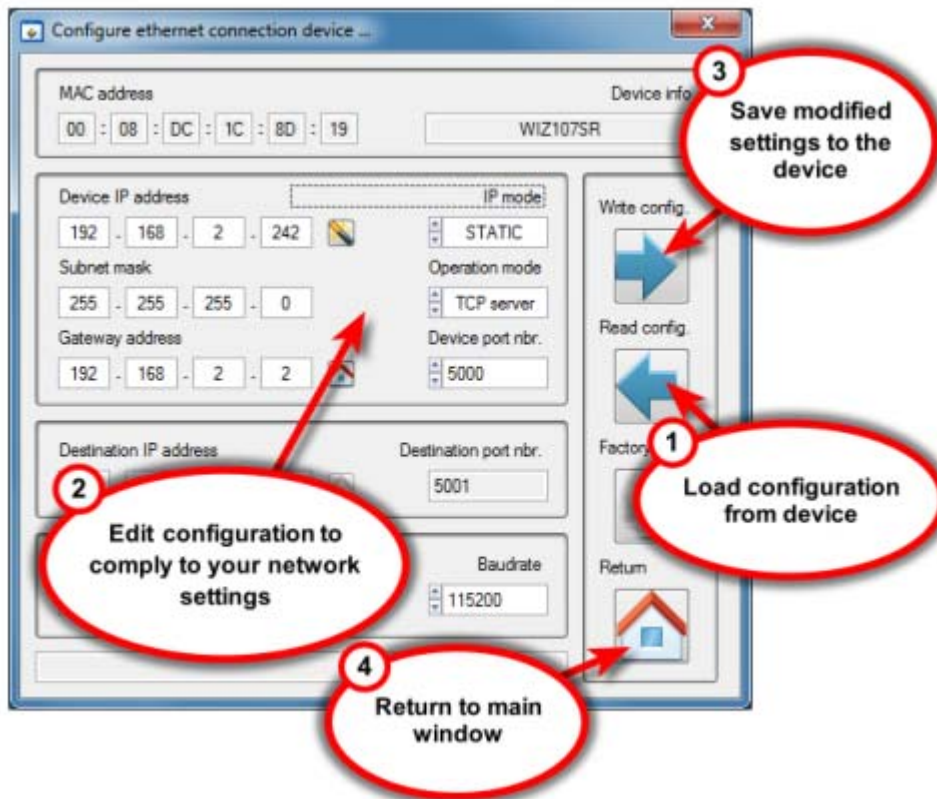 Configure ethernet connection device ...
MAC address
Device info
00 : 08 : DC : 1C : 8D : 19
WIZ107SR
3
Save modified
settings to the
device
Device IP address
IP mode
192 . 168 . 2 . 242
STATIC
Subnet mask
Operation mode
255 . 255 . 255 . 0
TCP server
Gateway address
Device port nbr.
192 . 168 . 2 . 2
5000
Write config.
Read config.
Destination IP address
Destination port nbr.
5001
Factory
1
Load configuration
from device
2
Edit configuration to
comply to your network
settings
Baudrate
115200
Return
4
Return to main
window